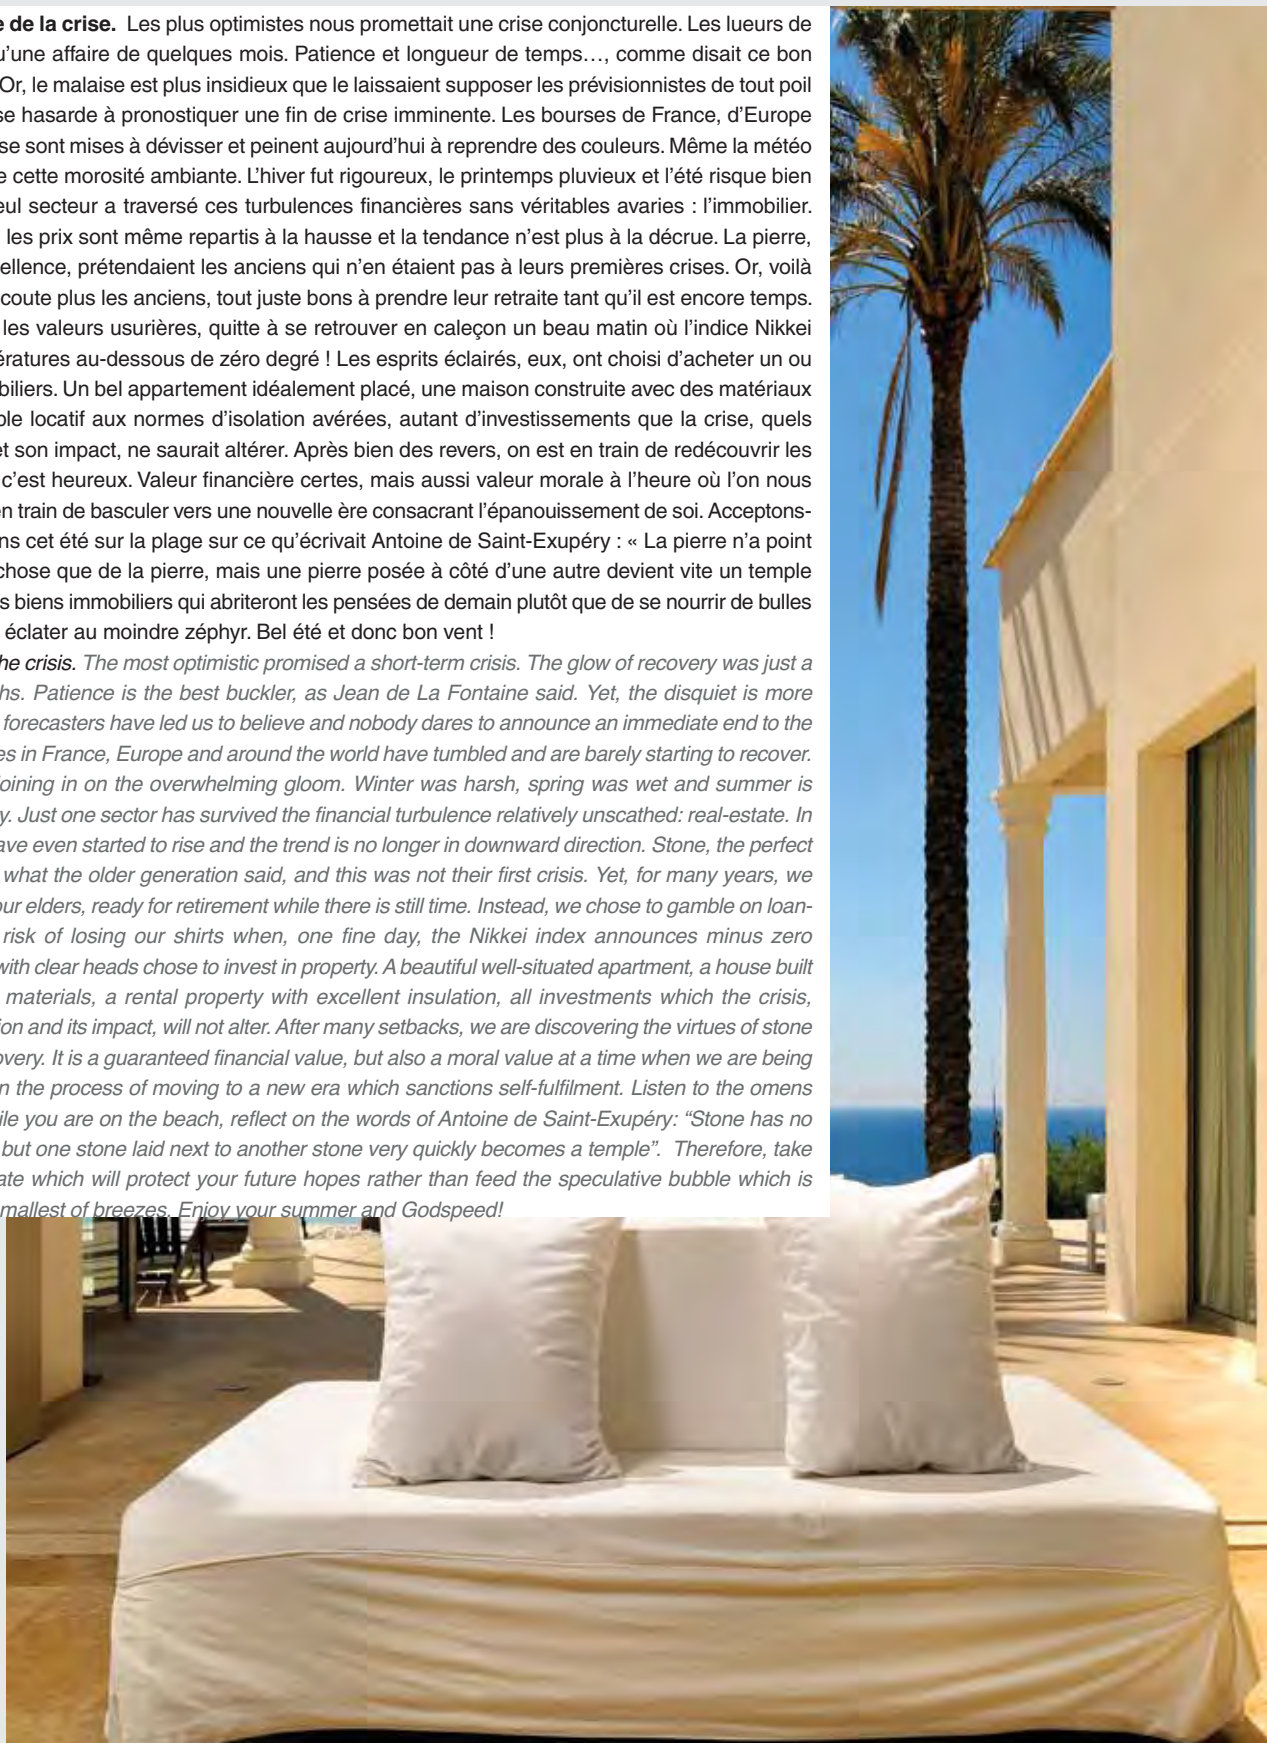 e de la crise. Les plus optimistes nous promettait une crise conjoncturelle. Les lueurs de
u'une affaire de quelques mois. Patience et longueur de temps…, comme disait ce bon
Or, le malaise est plus insidieux que le laissaient supposer les prévisionnistes de tout poil
se hasarde à pronostiquer une fin de crise imminente. Les bourses de France, d'Europe
se sont mises à dévisser et peinent aujourd'hui à reprendre des couleurs. Même la météo
e cette morosité ambiante. L'hiver fut rigoureux, le printemps pluvieux et l'été risque bien
eul secteur a traversé ces turbulences financières sans véritables avaries : l'immobilier.
les prix sont même repartis à la hausse et la tendance n'est plus à la décrue. La pierre,
cellence, prétendaient les anciens qui n'en étaient pas à leurs premières crises. Or, voilà
coute plus les anciens, tout juste bons à prendre leur retraite tant qu'il est encore temps.
les valeurs usurières, quitte à se retrouver en caleçon un beau matin où l'indice Nikkei
ératures au-dessous de zéro degré ! Les esprits éclairés, eux, ont choisi d'acheter un ou
biliers. Un bel appartement idéalement placé, une maison construite avec des matériaux
ble locatif aux normes d'isolation avérées, autant d'investissements que la crise, quels
et son impact, ne saurait altérer. Après bien des revers, on est en train de redécouvrir les
c'est heureux. Valeur financière certes, mais aussi valeur morale à l'heure où l'on nous
en train de basculer vers une nouvelle ère consacrant l'épanouissement de soi. Acceptons-
ns cet été sur la plage sur ce qu'écrivait Antoine de Saint-Exupéry : « La pierre n'a point
chose que de la pierre, mais une pierre posée à côté d'une autre devient vite un temple
s biens immobiliers qui abriteront les pensées de demain plutôt que de se nourrir de bulles
éclater au moindre zéphyr. Bel été et donc bon vent !
he crisis. The most optimistic promised a short-term crisis. The glow of recovery was just a
hs. Patience is the best buckler, as Jean de La Fontaine said. Yet, the disquiet is more
forecasters have led us to believe and nobody dares to announce an immediate end to the
es in France, Europe and around the world have tumbled and are barely starting to recover.
oining in on the overwhelming gloom. Winter was harsh, spring was wet and summer is
y. Just one sector has survived the financial turbulence relatively unscathed: real-estate. In
ave even started to rise and the trend is no longer in downward direction. Stone, the perfect
what the older generation said, and this was not their first crisis. Yet, for many years, we
our elders, ready for retirement while there is still time. Instead, we chose to gamble on loan-
risk of losing our shirts when, one fine day, the Nikkei index announces minus zero
with clear heads chose to invest in property. A beautiful well-situated apartment, a house built
materials, a rental property with excellent insulation, all investments which the crisis,
ion and its impact, will not alter. After many setbacks, we are discovering the virtues of stone
overy. It is a guaranteed financial value, but also a moral value at a time when we are being
n the process of moving to a new era which sanctions self-fulfilment. Listen to the omens
ile you are on the beach, reflect on the words of Antoine de Saint-Exupéry: “Stone has no
but one stone laid next to another stone very quickly becomes a temple”. Therefore, take
ate which will protect your future hopes rather than feed the speculative bubble which is
mallest of breezes. Enjoy your summer and Godspeed!